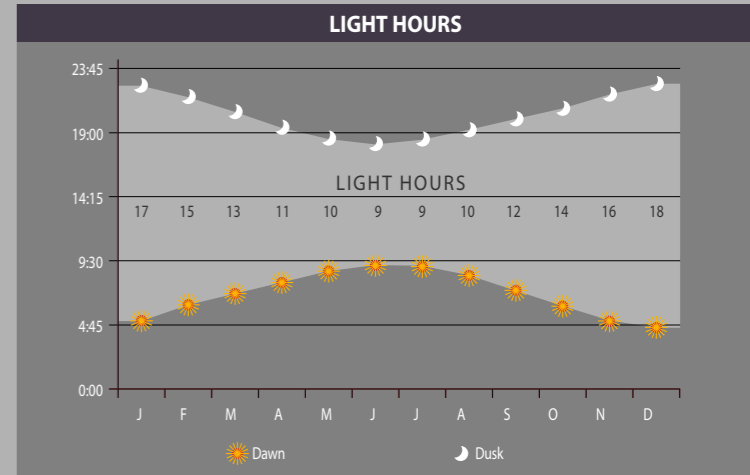 LIGHT HOURS
23:45
19:00
14:15
9:30
4:45
0:00
LIGHT HOURS
17 15 13 11 10 9 9 10 12 14 16 18
J F M A M J J A S O N D
Dawn Dusk